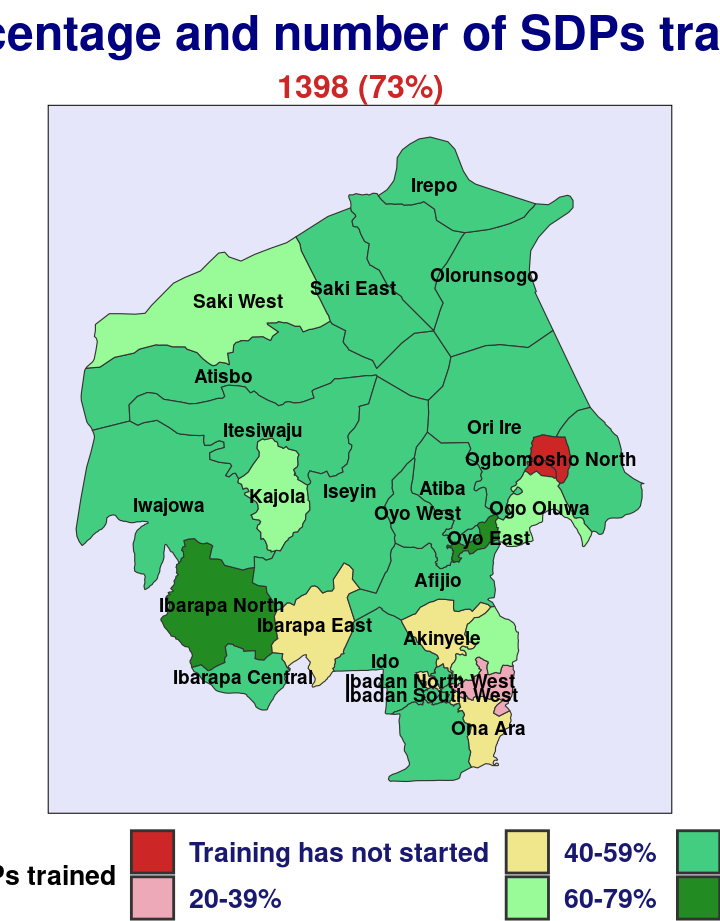 centage and number of SDPs tra
1398 (73%)
Irepo
Olorunsogo
Saki East
Saki West
Atisbo
Ori Ire
Itesiwaju
Ogbomosho North
Atiba
Iseyin
Kajola
Iwajowa
Ogo Oluwa
Oyo West
Oyo East
Afijio
Ibarapa North
Ibarapa East
Akinyele
Ido
Ibarapa Central
Ibadan North West
Ibadan South West
Ona Ara
Ps trained
Training has not started
40-59%
20-39%
60-79%